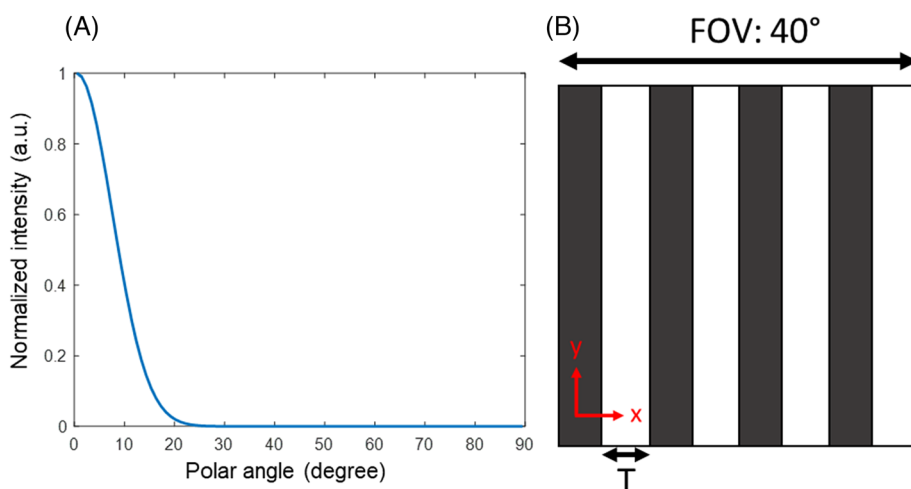 (A)
Normalized intensity (a.u.)
1
0.8
0.6
0.4
0.2
0
0 10 20 30 40 50 60 70 80 90
Polar angle (degree)
(B)
FOV: 40°
y
x
T